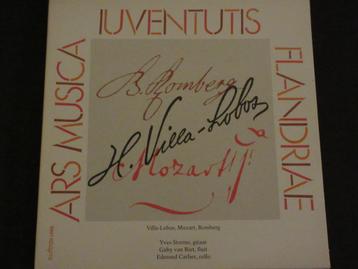 ARS MUSICA
IUVENTUTIS
FLANDRIAE
B. Romberg
H. Villa-Lobos
Mozart
Villa-Lobos, Mozart, Romberg
Yves Storms, gitaar
Gaby van Riet, fluit
Edmond Carlier, cello